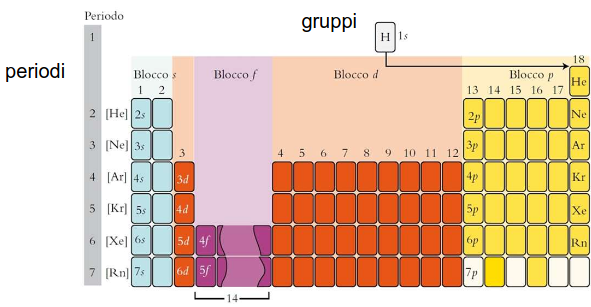 gruppi
periodi
Periodo
1
H 1s
18
Blocco s Blocco f Blocco d Blocco p
He
1 2
13 14 15 16 17
2 [He] 2s 2p Ne
3 [Ne] 3s 3p Ar
3 4 5 6 7 8 9 10 11 12
4 [Ar] 4s 3d 4p Kr
5 [Kr] 5s 4d 5p Xe
6 [Xe] 6s 5d 4f 6p Rn
7 [Rn] 7s 6d 5f 7p
14